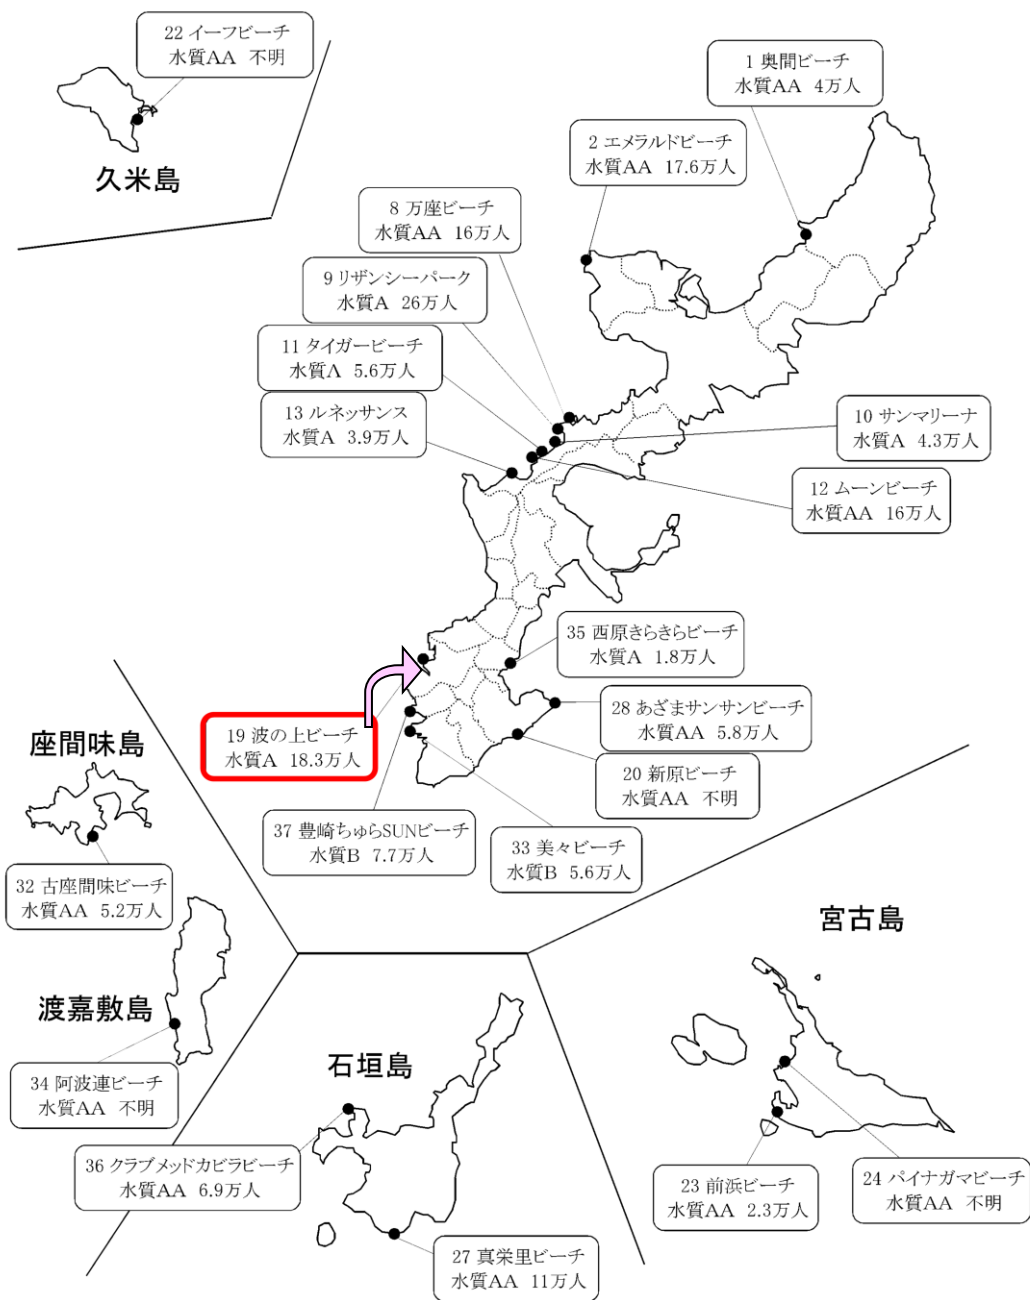 22 イーフビーチ
水質AA 不明
久米島
1 奥間ビーチ
水質AA 4万人
2 エメラルドビーチ
水質AA 17.6万人
8 万座ビーチ
水質AA 16万人
9 リザンシーパーク
水質A 26万人
11 タイガービーチ
水質A 5.6万人
13 ルネッサンス
水質A 3.9万人
10 サンマリーナ
水質A 4.3万人
12 ムーンビーチ
水質AA 16万人
35 西原きらきらビーチ
水質A 1.8万人
28 あざまサンサンビーチ
水質AA 5.8万人
20 新原ビーチ
水質AA 不明
19 波の上ビーチ
水質A 18.3万人
37 豊崎ちゅらSUNビーチ
水質B 7.7万人
33 美々ビーチ
水質B 5.6万人
座間味島
32 古座間味ビーチ
水質AA 5.2万人
渡嘉敷島
34 阿波連ビーチ
水質AA 不明
石垣島
36 クラブメッドカビラビーチ
水質AA 6.9万人
27 真栄里ビーチ
水質AA 11万人
宮古島
23 前浜ビーチ
水質AA 2.3万人
24 パイナガマビーチ
水質AA 不明